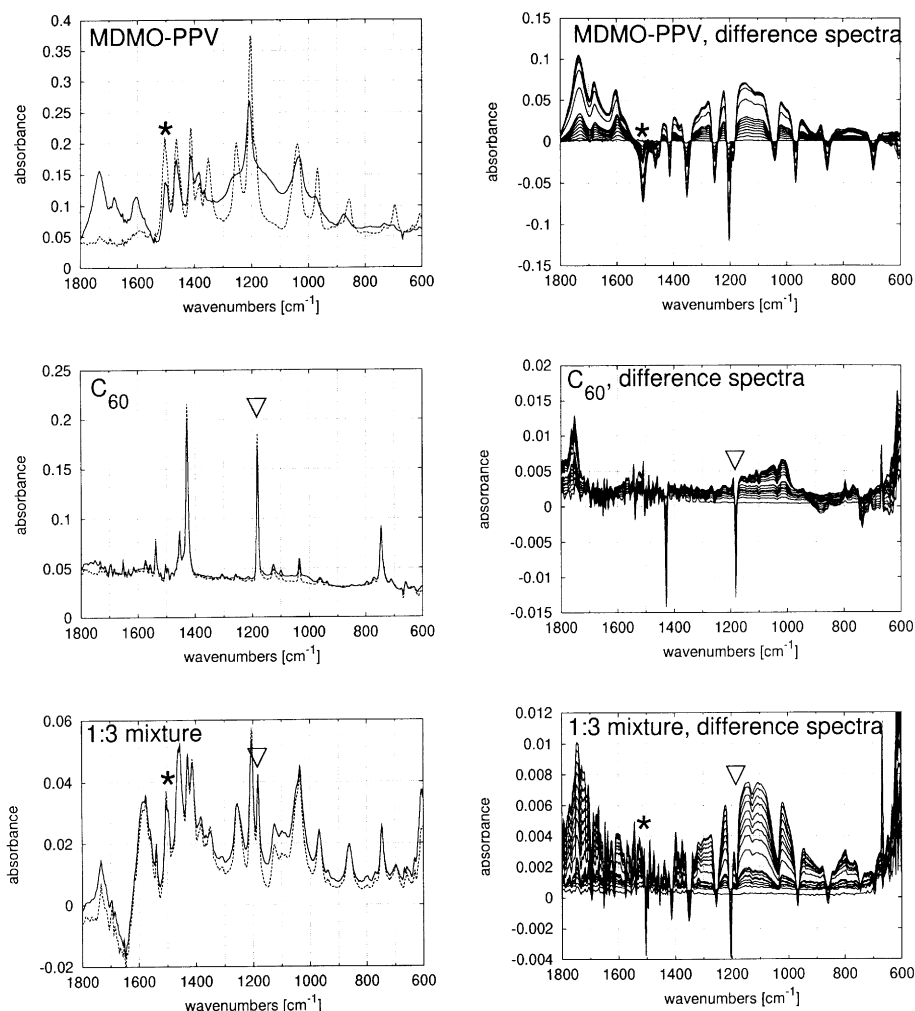 MDMO-PPV
*
absorbance
0.4
0.35
0.3
0.25
0.2
0.15
0.1
0.05
0
1800 1600 1400 1200 1000 800 600
wavenumbers [cm-1]
MDMO-PPV, difference spectra
*
absorbance
0.15
0.1
0.05
0
-0.05
-0.1
-0.15
1800 1600 1400 1200 1000 800 600
wavenumbers [cm-1]
C60
▽
absorbance
0.25
0.2
0.15
0.1
0.05
0
1800 1600 1400 1200 1000 800 600
wavenumbers [cm-1]
C60, difference spectra
▽
absorbance
0.02
0.015
0.01
0.005
0
-0.005
-0.01
-0.015
1800 1600 1400 1200 1000 800 600
wavenumbers [cm-1]
1:3 mixture
*
▽
absorbance
0.06
0.04
0.02
0
-0.02
1800 1600 1400 1200 1000 800 600
wavenumbers [cm-1]
1:3 mixture, difference spectra
*
▽
absorbance
0.012
0.01
0.008
0.006
0.004
0.002
0
-0.002
-0.004
1800 1600 1400 1200 1000 800 600
wavenumbers [cm-1]